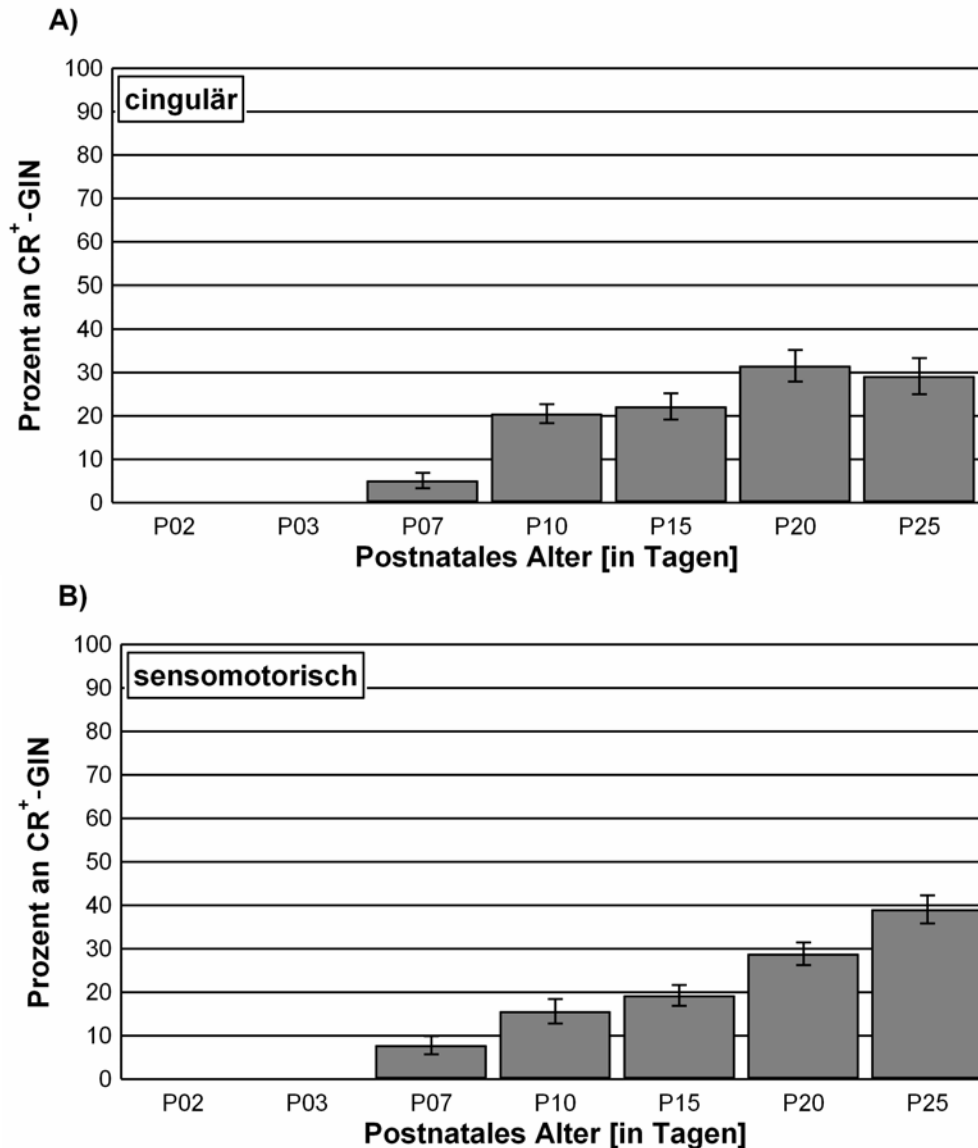 A)
cingulär
Prozent an CR⁺-GIN
100
90
80
70
60
50
40
30
20
10
0
P02 P03 P07 P10 P15 P20 P25
Postnatales Alter [in Tagen]
B)
sensomotorisch
Prozent an CR⁺-GIN
100
90
80
70
60
50
40
30
20
10
0
P02 P03 P07 P10 P15 P20 P25
Postnatales Alter [in Tagen]